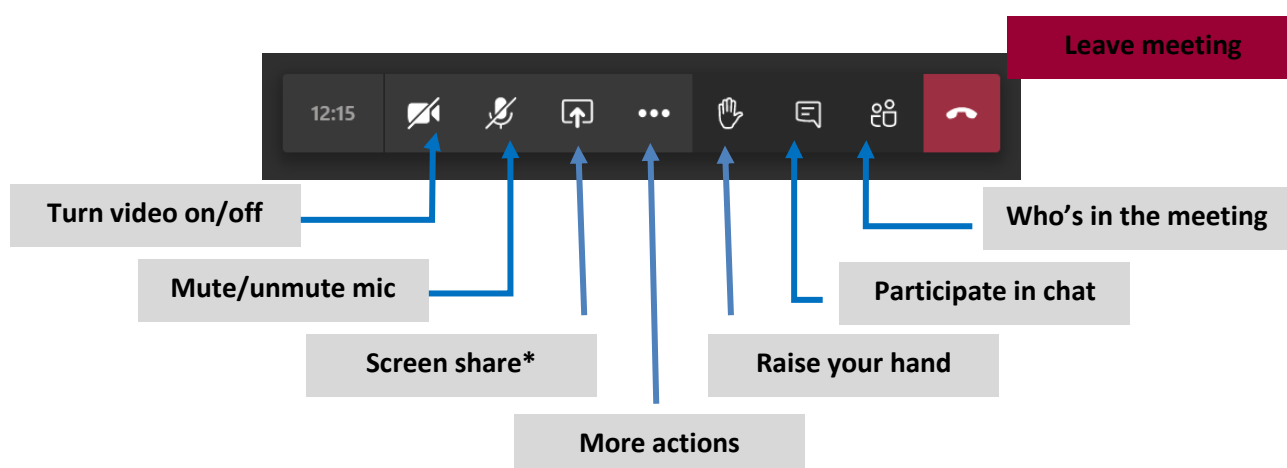 Leave meeting
12:15
Turn video on/off
Who’s in the meeting
Mute/unmute mic
Participate in chat
Screen share*
Raise your hand
More actions